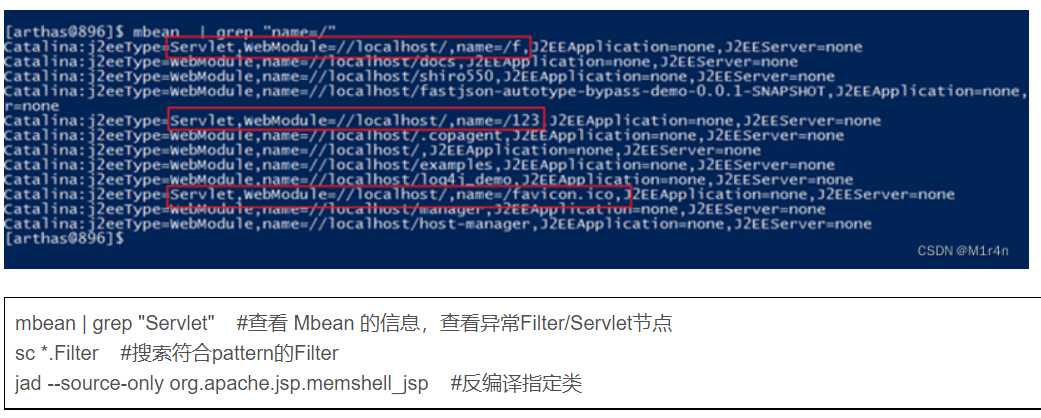 [arthas@896]$ mbean | grep "name=/"
Catalina:j2eeType=Servlet,WebModule=//localhost/,name=/f,J2EEApplication=none,J2EEServer=none
Catalina:j2eeType=WebModule,name=//localhost/docs,J2EEApplication=none,J2EEServer=none
Catalina:j2eeType=WebModule,name=//localhost/shiro550,J2EEApplication=none,J2EEServer=none
Catalina:j2eeType=WebModule,name=//localhost/fastjson-autotype-bypass-demo-0.0.1-SNAPSHOT,J2EEApplication=none,
r=none
Catalina:j2eeType=Servlet,WebModule=//localhost/,name=/123,J2EEApplication=none,J2EEServer=none
Catalina:j2eeType=WebModule,name=//localhost/copagent,J2EEApplication=none,J2EEServer=none
Catalina:j2eeType=WebModule,name=//localhost/,J2EEApplication=none,J2EEServer=none
Catalina:j2eeType=WebModule,name=//localhost/examples,J2EEApplication=none,J2EEServer=none
Catalina:j2eeType=WebModule,name=//localhost/log4j_demo,J2EEApplication=none,J2EEServer=none
Catalina:j2eeType=Servlet,WebModule=//localhost/,name=/favicon.ico,J2EEApplication=none,J2EEServer=none
Catalina:j2eeType=WebModule,name=//localhost/manager,J2EEApplication=none,J2EEServer=none
Catalina:j2eeType=WebModule,name=//localhost/host-manager,J2EEApplication=none,J2EEServer=none
[arthas@896]$
CSDN @M1r4n
mbean | grep "Servlet" #查看 Mbean 的信息，查看异常Filter/Servlet节点
sc *.Filter #搜索符合pattern的Filter
jad --source-only org.apache.jsp.memshell_jsp #反编译指定类